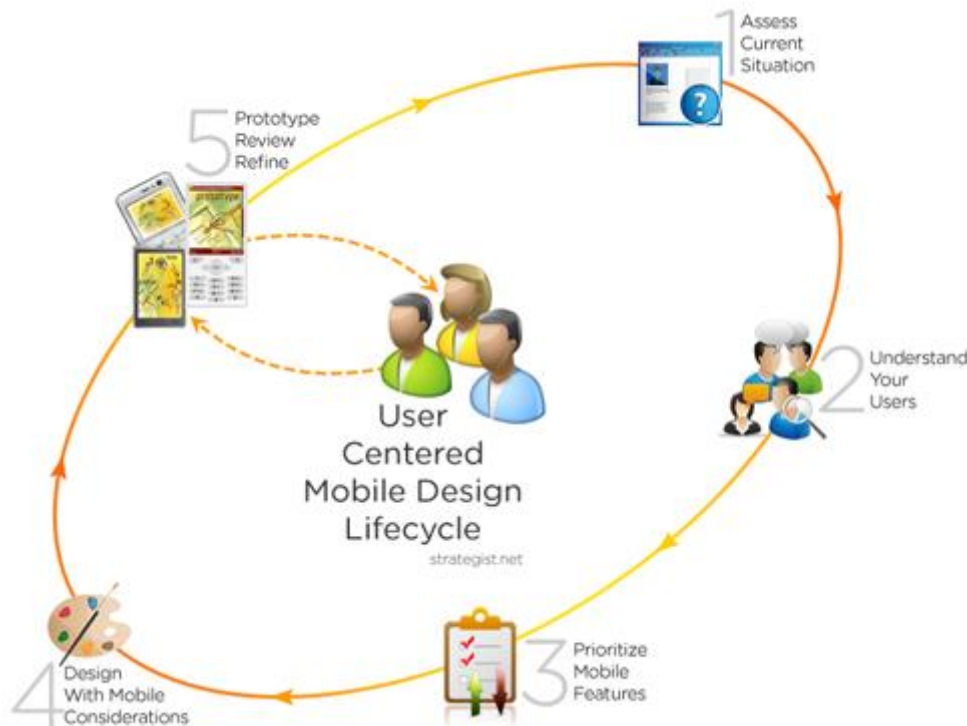 1 Assess
Current
Situation
2 Understand
Your
Users
3 Prioritize
Mobile
Features
4 Design
With Mobile
Considerations
5 Prototype
Review
Refine
prototype
User
Centered
Mobile Design
Lifecycle
strategist.net
?